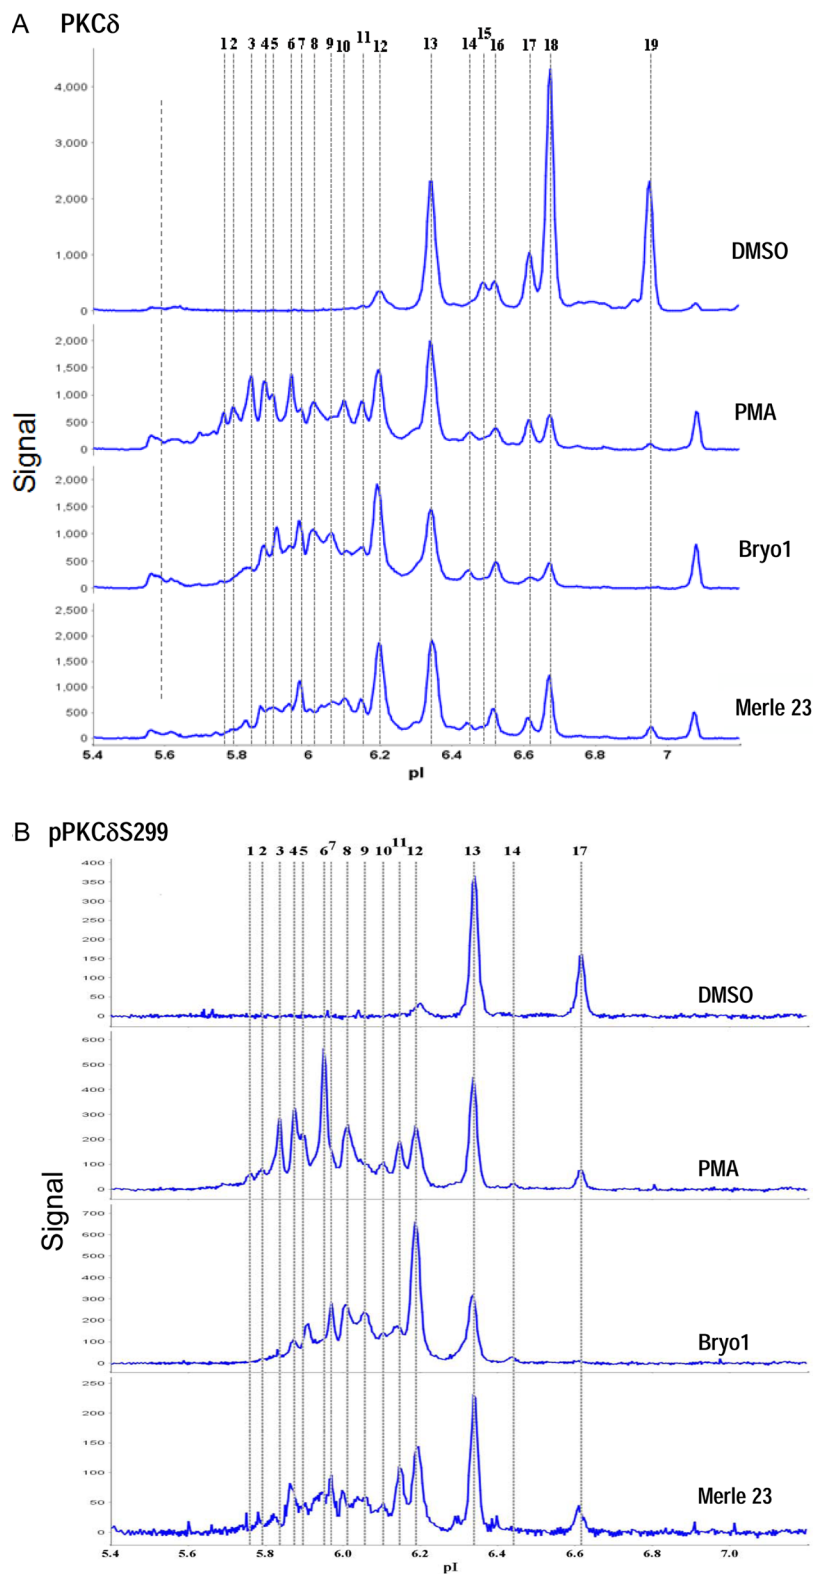 A PKCδ
1 2 3 4 5 6 7 8 9 10 11 12 13 14 15 16 17 18 19
4,000
3,000
2,000
1,000
0
DMSO
2,000
1,500
1,000
500
0
PMA
Signal
2,000
1,500
1,000
500
0
Bryo1
2,500
2,000
1,500
1,000
500
0
Merle 23
5.4 5.6 5.8 6 6.2 6.4 6.6 6.8 7
pI
B pPKCδS299
1 2 3 4 5 6 7 8 9 10 11 12 13 14 17
400
350
300
250
200
150
100
50
0
DMSO
600
500
400
300
200
100
0
PMA
Signal
700
600
500
400
300
200
100
0
Bryo1
250
200
150
100
50
0
Merle 23
5.4 5.6 5.8 6.0 6.2 6.4 6.6 6.8 7.0
pI